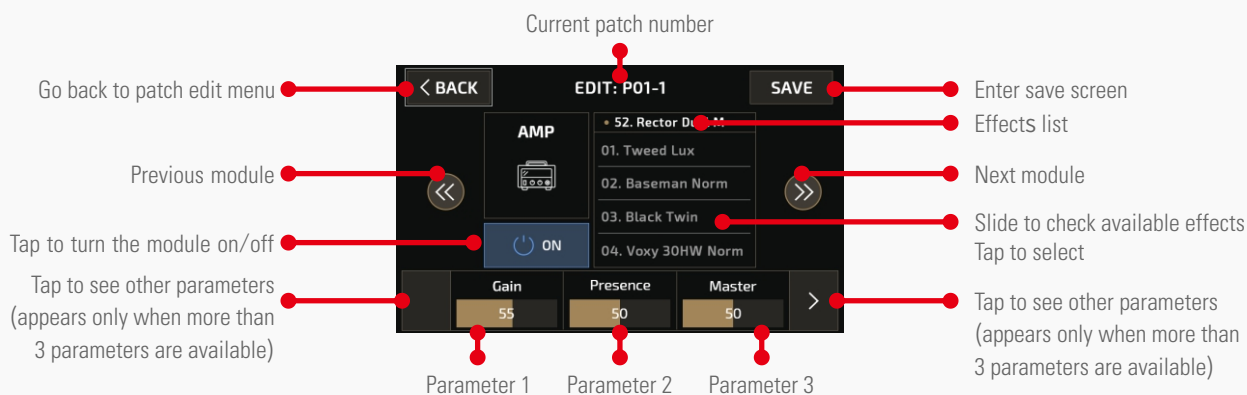 Current patch number
Go back to patch edit menu
< BACK
EDIT: P01-1
SAVE
Enter save screen
Effects list
AMP
• 52. Rector M
01. Tweed Lux
02. Baseman Norm
03. Black Twin
04. Voxy 30HW Norm
Previous module
Next module
Tap to turn the module on/off
ON
Slide to check available effects
Tap to select
Tap to see other parameters
(appears only when more than
3 parameters are available)
Gain
Presence
Master
55
50
50
Tap to see other parameters
(appears only when more than
3 parameters are available)
Parameter 1
Parameter 2
Parameter 3